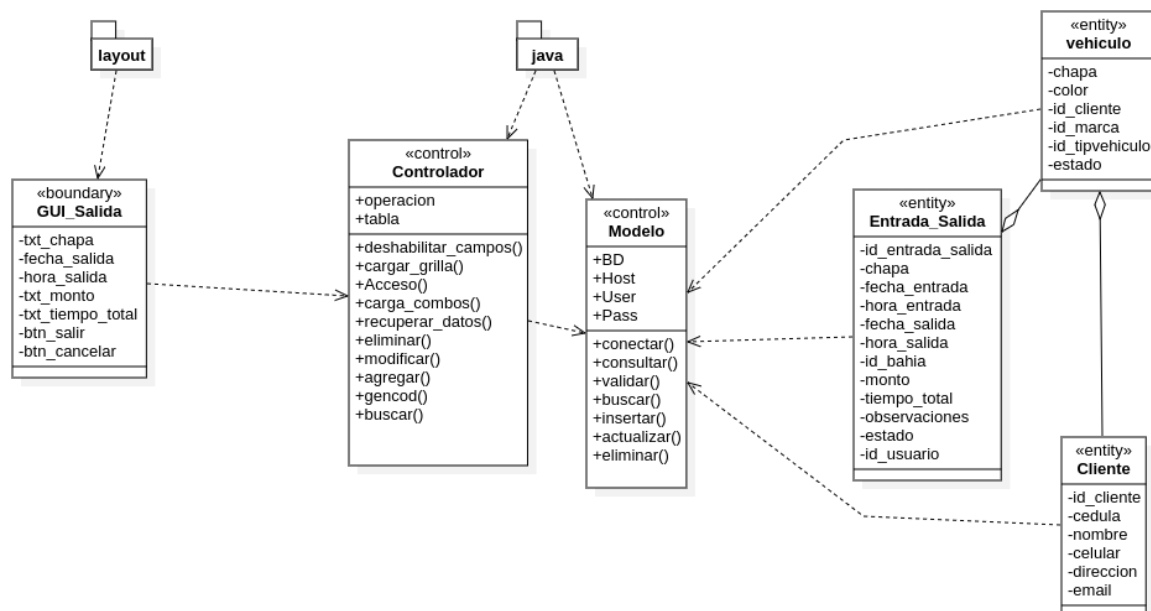 layout
java
«boundary»
GUI_Salida
-txt_chapa
-fecha_salida
-hora_salida
-txt_monto
-txt_tiempo_total
-btn_salir
-btn_cancelar
«control»
Controlador
+operacion
+tabla
+deshabilitar_campos()
+cargar_grilla()
+Acceso()
+carga_combos()
+recuperar_datos()
+eliminar()
+modificar()
+agregar()
+gencod()
+buscar()
«control»
Modelo
+BD
+Host
+User
+Pass
+conectar()
+consultar()
+validar()
+buscar()
+insertar()
+actualizar()
+eliminar()
«entity»
vehiculo
-chapa
-color
-id_cliente
-id_marca
-id_tipvehiculo
-estado
«entity»
Entrada_Salida
-id_entrada_salida
-chapa
-fecha_entrada
-hora_entrada
-fecha_salida
-hora_salida
-id_bahia
-monto
-tiempo_total
-observaciones
-estado
-id_usuario
«entity»
Cliente
-id_cliente
-cedula
-nombre
-celular
-direccion
-email